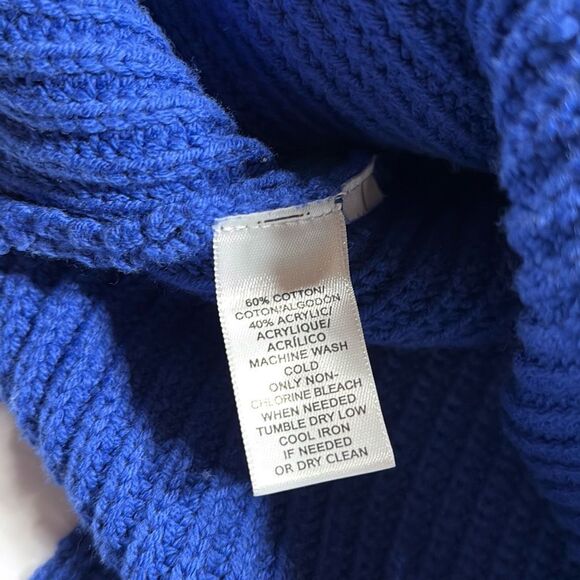 60% COTTON/
COTON/ALGODÓN
40% ACRYLIC/
ACRYLIQUE/
ACRÍLICO
MACHINE WASH
COLD
ONLY NON-
CHLORINE BLEACH
WHEN NEEDED
TUMBLE DRY LOW
COOL IRON
IF NEEDED
OR DRY CLEAN